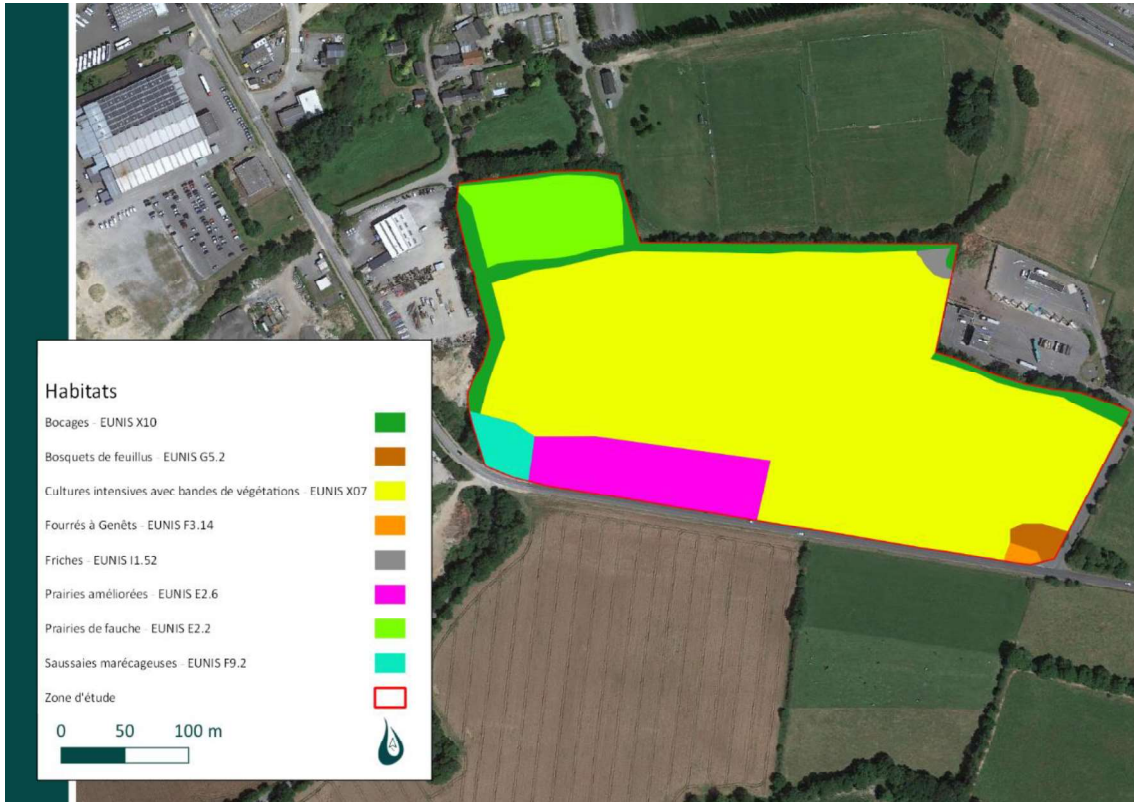 Habitats
Bocages - EUNIS X10
Bosquets de feuillus - EUNIS G5.2
Cultures intensives avec bandes de végétations - EUNIS X07
Fourrés à Genêts - EUNIS F3.14
Friches - EUNIS I1.52
Prairies améliorées - EUNIS E2.6
Prairies de fauche - EUNIS E2.2
Saussaies marécageuses - EUNIS F9.2
Zone d'étude
0 50 100 m